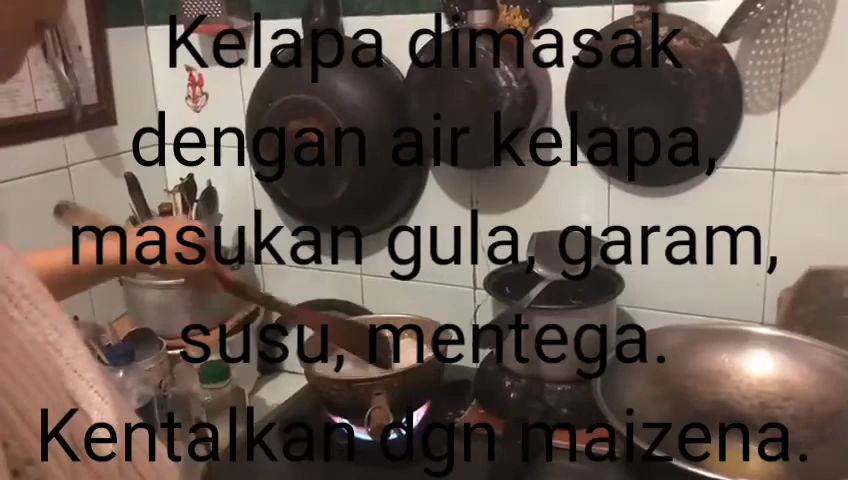 Kelapa dimasak
dengan air kelapa,
masukan gula, garam,
susu, mentega.
Kentalkan dgn maizena.